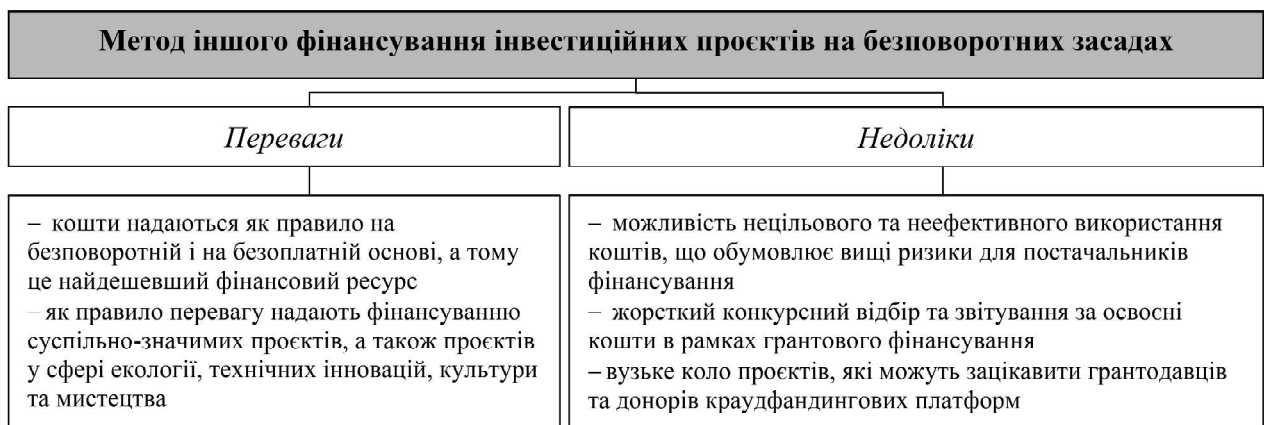 Метод іншого фінансування інвестиційних проєктів на безповоротних засадах
Переваги
Недоліки
– кошти надаються як правило на
безповоротній і на безоплатній основі, а тому
це найдешевший фінансовий ресурс
– як правило перевагу надають фінансуванню
суспільно-значимих проєктів, а також проєктів
у сфері екології, технічних інновацій, культури
та мистецтва
– можливість нецільового та неефективного використання
коштів, що обумовлює вищі ризики для постачальників
фінансування
– жорсткий конкурсний відбір та звітування за освоєні
кошти в рамках грантового фінансування
– вузьке коло проєктів, які можуть зацікавити грантодавців
та донорів краудфандингових платформ